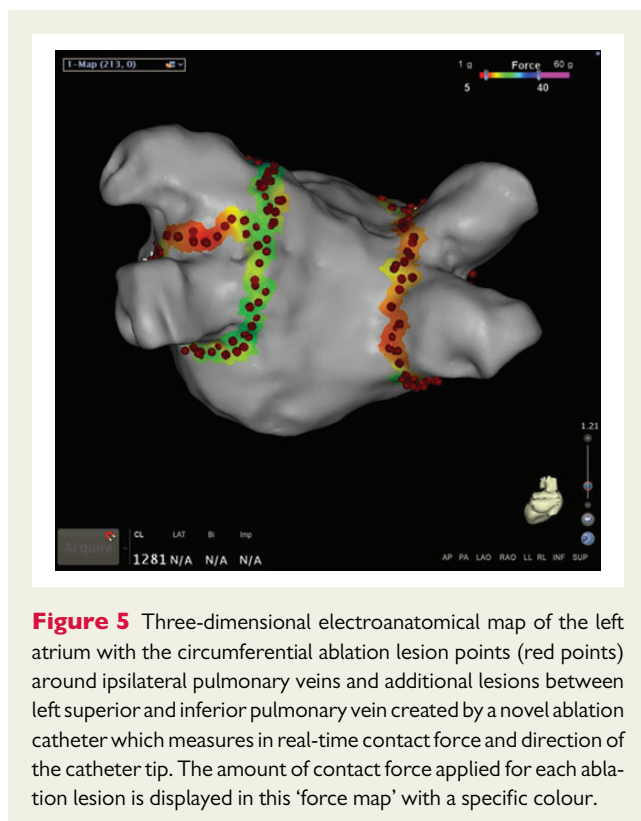 1-Map (213, 0)
1 g Force 60 g
5 40
1.21
CL LAT Bi Imp
Acquire
1281 N/A N/A N/A
AP PA LAO RAO LL RL INF SUP
Figure 5 Three-dimensional electroanatomical map of the left
atrium with the circumferential ablation lesion points (red points)
around ipsilateral pulmonary veins and additional lesions between
left superior and inferior pulmonary vein created by a novel ablation
catheter which measures in real-time contact force and direction of
the catheter tip. The amount of contact force applied for each abla-
tion lesion is displayed in this ‘force map’ with a specific colour.